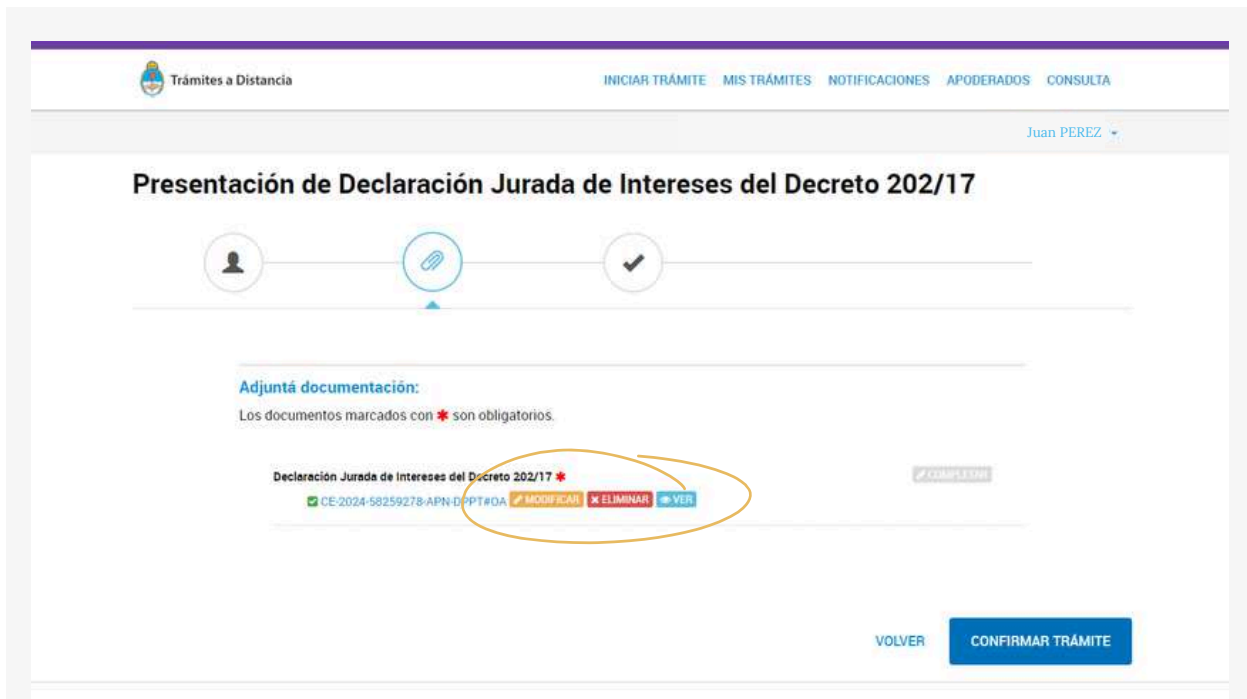 Trámites a Distancia INICIAR TRÁMITE MIS TRÁMITES NOTIFICACIONES APODERADOS CONSULTA
Juan PEREZ
Presentación de Declaración Jurada de Intereses del Decreto 202/17
Adjuntá documentación:
Los documentos marcados con * son obligatorios.
Declaración Jurada de Intereses del Decreto 202/17 * COMPLETAR
CE-2024-58259278-APN-DPPT#OA MODIFICAR ELIMINAR VER
VOLVER CONFIRMAR TRÁMITE